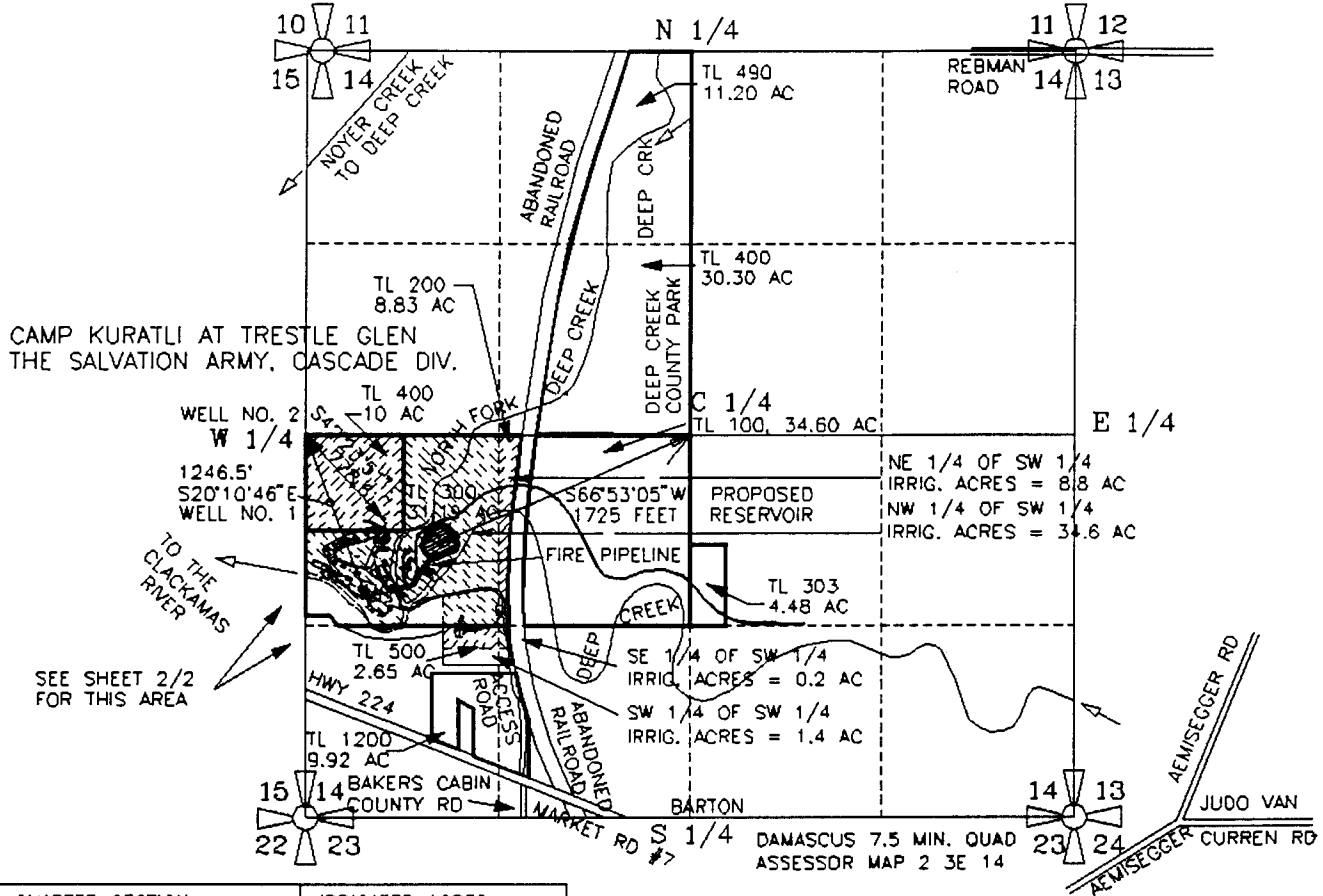 10 11
15 14
N 1/4
11 12
14 13
REBMAN
ROAD
NOYER CREEK
TO DEEP CREEK
ABANDONED
RAILROAD
TL 490
11.20 AC
DEEP CRK
TL 400
30.30 AC
DEEP CREEK
COUNTY PARK
DEEP CREEK
TL 200
8.83 AC
CAMP KURATLI AT TRESTLE GLEN
THE SALVATION ARMY, CASCADE DIV.
TL 400
10 AC
WELL NO. 2
W 1/4
NORTH FORK
C 1/4
TL 100, 34.60 AC
E 1/4
1246.5'
S20°10'46"E
WELL NO. 1
TL 300
S66°53'05"W
1725 FEET
PROPOSED
RESERVOIR
NE 1/4 OF SW 1/4
IRRIG. ACRES = 8.8 AC
NW 1/4 OF SW 1/4
IRRIG. ACRES = 34.6 AC
FIRE PIPELINE
TO THE
CLACKAMAS
RIVER
TL 303
4.48 AC
DEEP CREEK
SEE SHEET 2/2
FOR THIS AREA
TL 500
2.65 AC
SE 1/4 OF SW 1/4
IRRIG. ACRES = 0.2 AC
SW 1/4 OF SW 1/4
IRRIG. ACRES = 1.4 AC
HWY 224
ACCESS
ROAD
ABANDONED
RAILROAD
TL 1200
9.92 AC
BAKERS CABIN
COUNTY RD
MARKET RD #7
BARTON
S 1/4
15 14
22 23
14 13
23 24
DAMASCUS 7.5 MIN. QUAD
ASSESSOR MAP 2 3E 14
AEMISEGGER RD
JUDO VAN
CURREN RD
AEMISEGGER RD